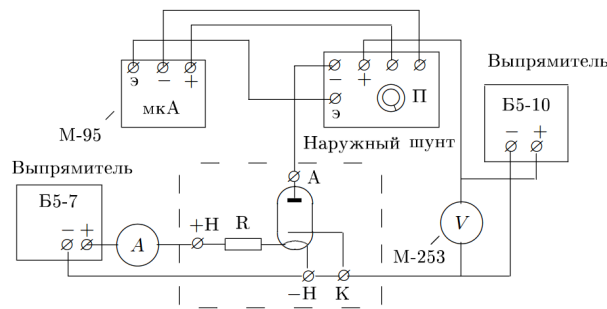 Э − +
мкА
М-95
− +
Э
П
Наружный шунт
Выпрямитель
Б5-10
− +
Выпрямитель
Б5-7
− +
A
+Н
R
А
−Н
К
V
М-253